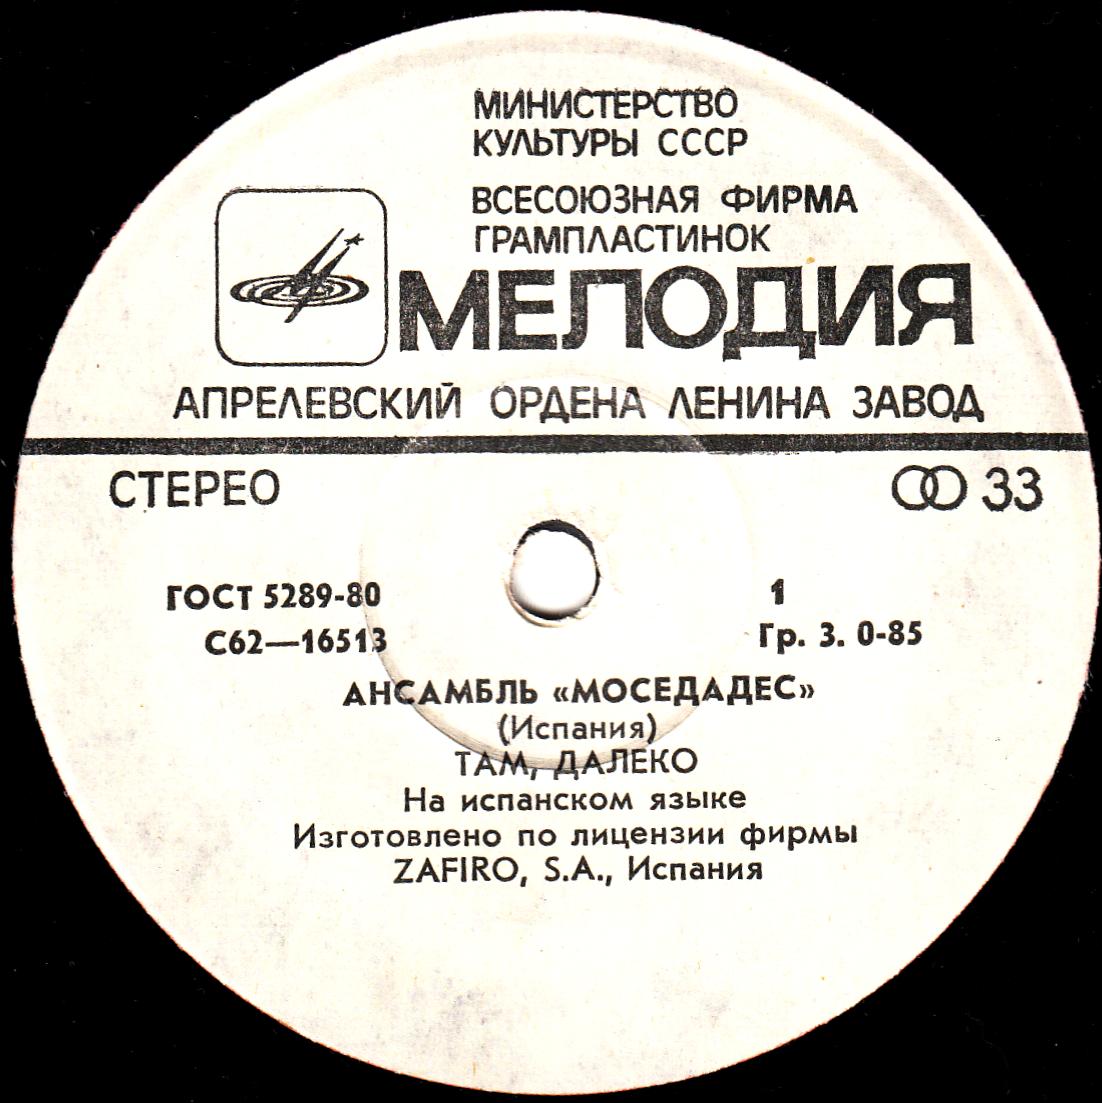 МИНИСТЕРСТВО
КУЛЬТУРЫ СССР
ВСЕСОЮЗНАЯ ФИРМА
ГРАМПЛАСТИНОК
МЕЛОДИЯ
АПРЕЛЕВСКИЙ ОРДЕНА ЛЕНИНА ЗАВОД
СТЕРЕО 33
ГОСТ 5289-80 1
С62—16513 Гр. 3. 0-85
АНСАМБЛЬ «МОСЕДАДЕС»
(Испания)
ТАМ, ДАЛЕКО
На испанском языке
Изготовлено по лицензии фирмы
ZAFIRO, S.A., Испания